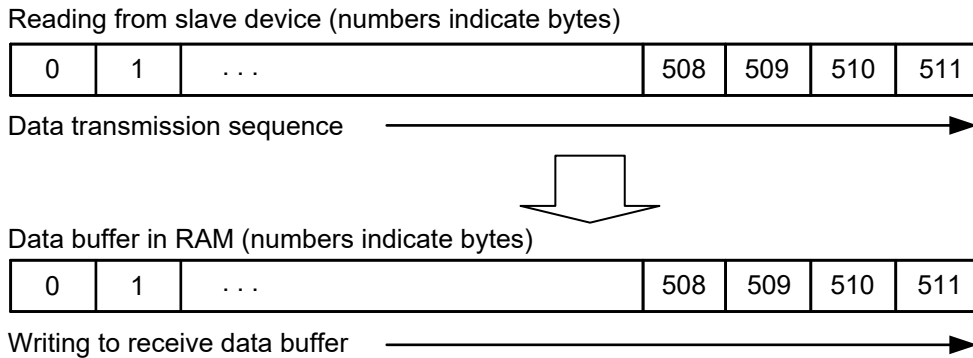 Reading from slave device (numbers indicate bytes)
0 1 . . . 508 509 510 511
Data transmission sequence
Data buffer in RAM (numbers indicate bytes)
0 1 . . . 508 509 510 511
Writing to receive data buffer